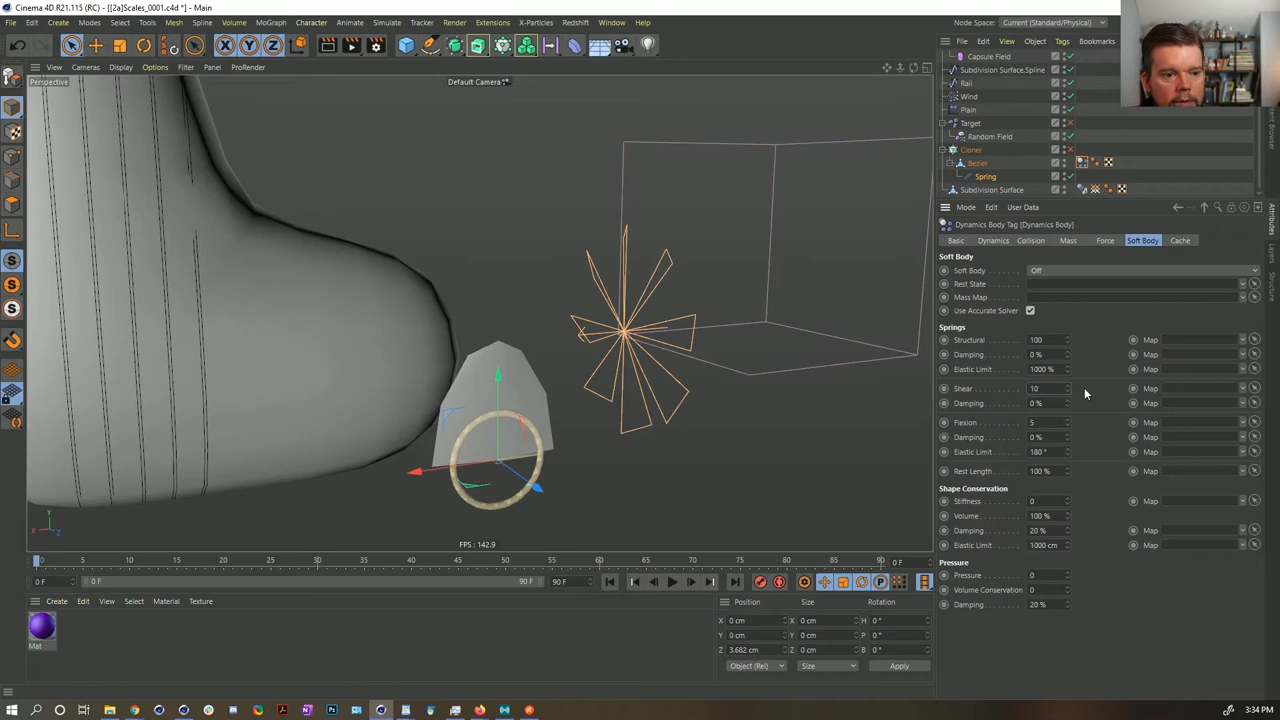 Cinema 4D R21.115 (RC) - [[2a]Scales_0001.c4d *] - Main
Node Space: Current (Standard/Physical)
File Edit Create Modes Select Tools Mesh Spline Volume MoGraph Character Animate Simulate Tracker Render Extensions X-Particles Redshift Window Help
File Edit View Object Tags Bookmarks
View Cameras Display Options Filter Panel ProRender
Perspective
Default Camera
Capsule Field
Subdivision Surface.Spline
Rail
Wind
Plain
Target
Random Field
Cloner
Bezier
Spring
Subdivision Surface
Mode Edit User Data
Dynamics Body Tag [Dynamics Body]
Basic Dynamics Collision Mass Force Soft Body Cache
Soft Body
Soft Body Off
Rest State
Mass Map
Use Accurate Solver
Springs
Structural 100 Map
Damping 0 % Map
Elastic Limit 1000 % Map
Shear 10 Map
Damping 0 % Map
Flexion 5 Map
Damping 0 % Map
Elastic Limit 180 ° Map
Rest Length 100 % Map
Shape Conservation
Stiffness 0 Map
Volume 100 % Map
Damping 20 % Map
Elastic Limit 1000 cm Map
Pressure
Pressure 0
Volume Conservation 0
Damping 20 %
Attributes
Layers
Structure
X Y Z
FPS : 142.9
0 5 10 15 20 25 30 35 40 45 50 55 60 65 70 75 80 85 90 0 F
0 F 0 F 90 F 90 F
Create Edit View Select Material Texture
Mat
Position Size Rotation
X 0 cm X 0 cm H 0 °
Y 0 cm Y 0 cm P 0 °
Z 3.682 cm Z 0 cm B 0 °
Object (Rel) Size Apply
3:34 PM